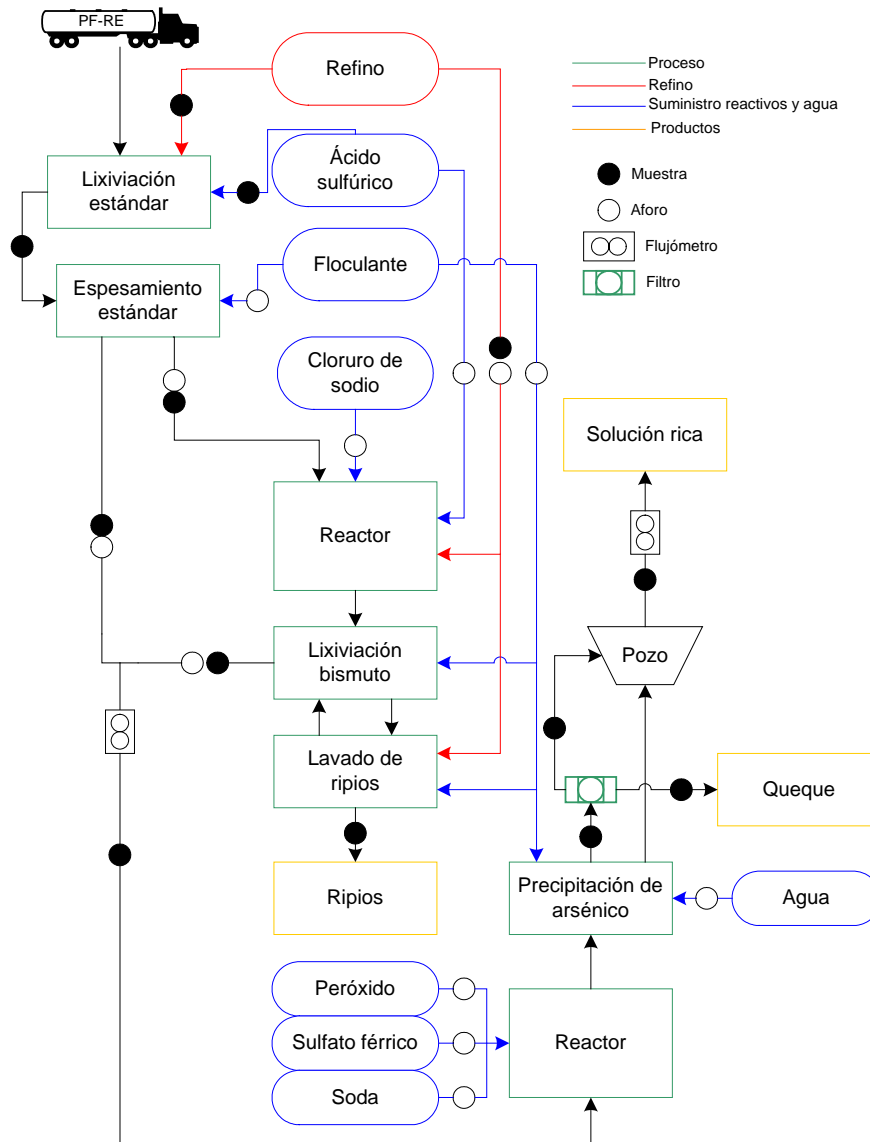 PF-RE
Refino
Proceso
Refino
Suministro reactivos y agua
Productos
Lixiviación
estándar
Ácido
sulfúrico
Muestra
Aforo
Flujómetro
Filtro
Espesamiento
estándar
Floculante
Cloruro de
sodio
Solución rica
Reactor
Lixiviación
bismuto
Pozo
Lavado de
ripios
Queque
Ripios
Precipitación de
arsénico
Agua
Peróxido
Sulfato férrico
Soda
Reactor